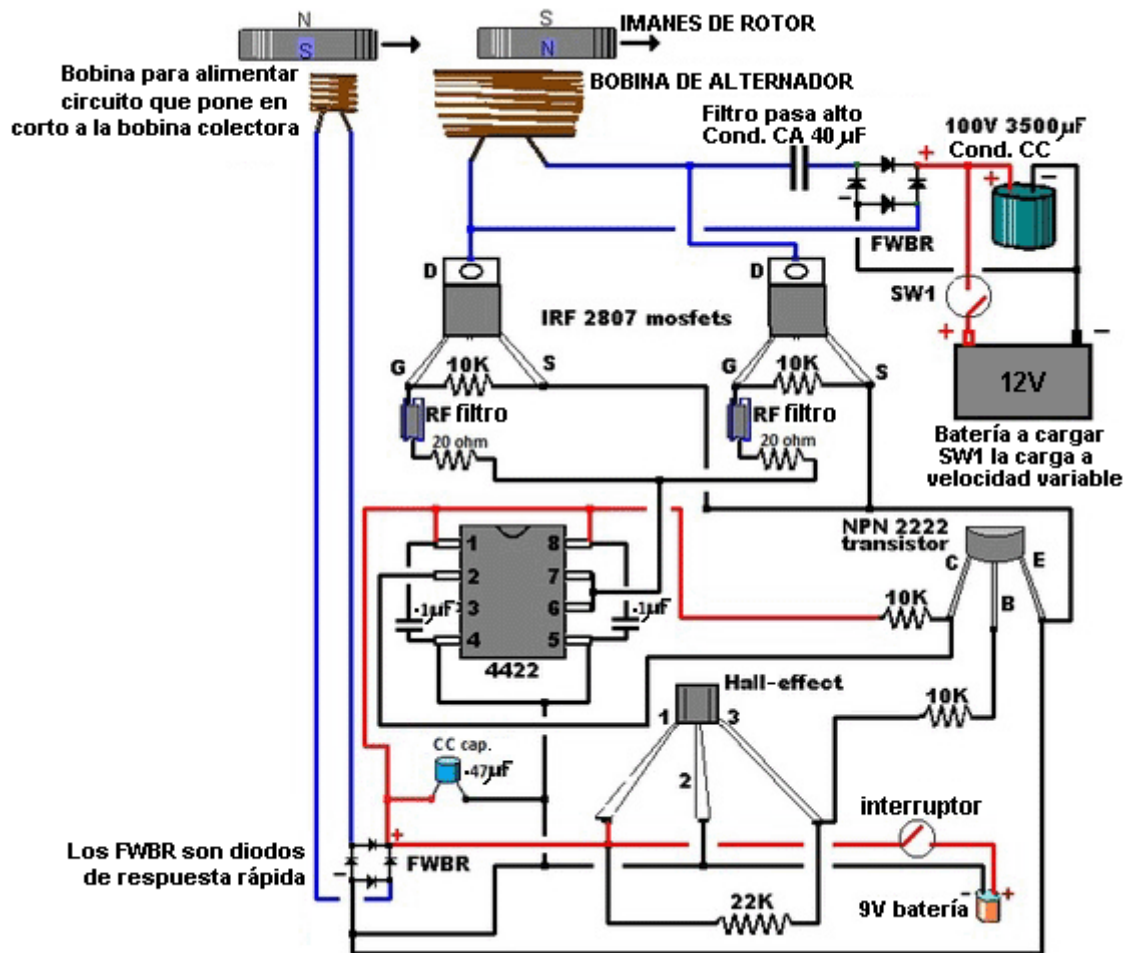 N
S
S
N
IMANES DE ROTOR
Bobina para alimentar
circuito que pone en
corto a la bobina colectora
BOBINA DE ALTERNADOR
Filtro pasa alto
Cond. CA 40 µF
100V 3500µF
Cond. CC
+
+
−
−
FWBR
SW1
+
−
12V
Batería a cargar
SW1 la carga a
velocidad variable
D
D
IRF 2807 mosfets
G
10K
S
G
10K
S
RF filtro
RF filtro
20 ohm
20 ohm
NPN 2222
transistor
C
E
B
1
8
2
7
3
6
4
5
.1µF
.1µF
4422
10K
Hall-effect
1
3
2
10K
CC cap.
.47µF
interruptor
+
−
FWBR
Los FWBR son diodos
de respuesta rápida
22K
-
+
9V batería